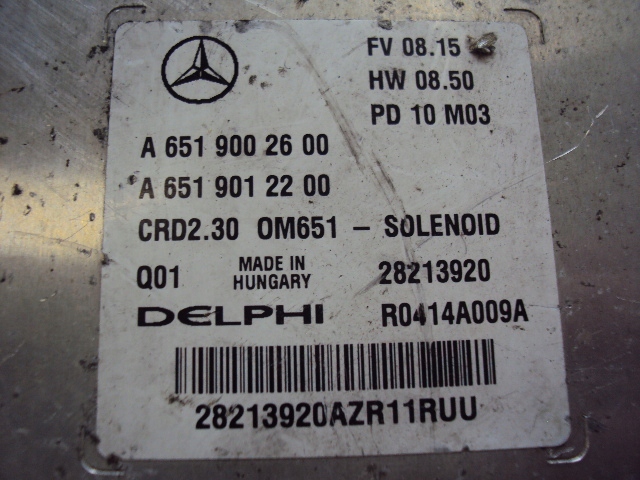 FV 08.15
HW 08.50
PD 10 M03
A 651 900 26 00
A 651 901 22 00
CRD2.30 OM651 - SOLENOID
Q01 MADE IN HUNGARY 28213920
DELPHI R0414A009A
28213920AZR11RUU